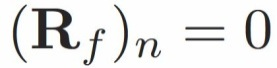 (𝐑_f)_n = 0